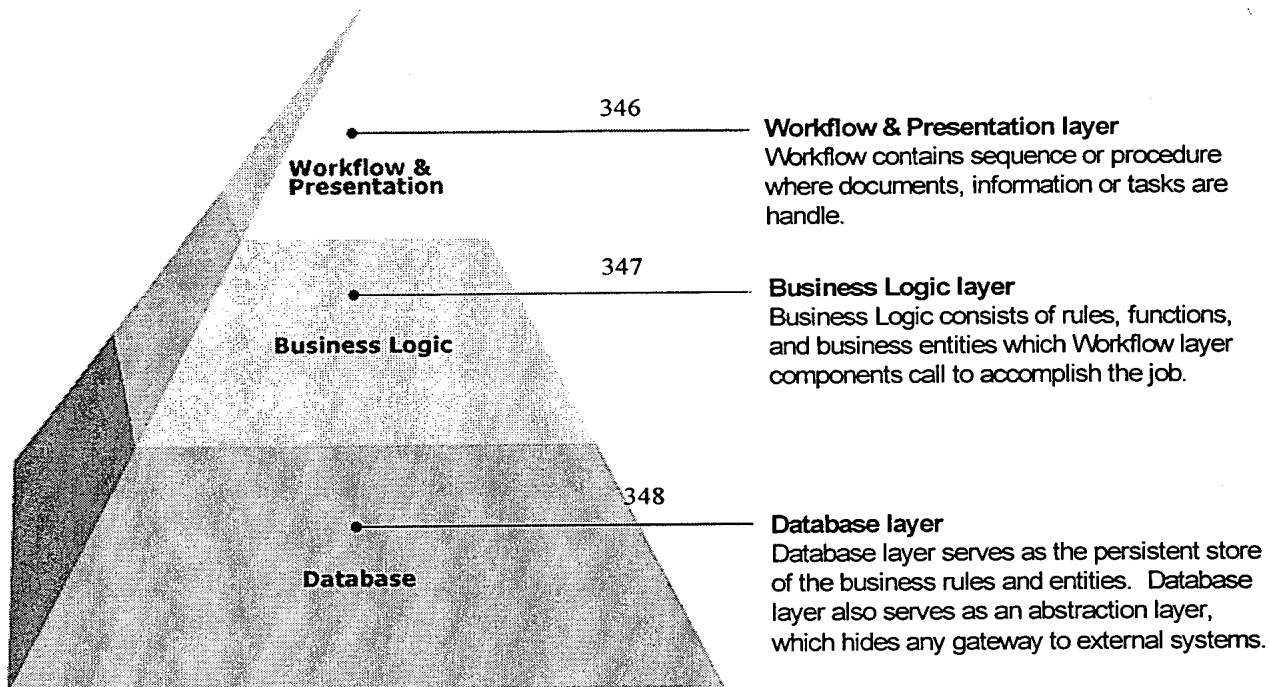 346
Workflow & Presentation layer
Workflow contains sequence or procedure
where documents, information or tasks are
handle.
Workflow &
Presentation
347
Business Logic layer
Business Logic consists of rules, functions,
and business entities which Workflow layer
components call to accomplish the job.
Business Logic
348
Database layer
Database layer serves as the persistent store
of the business rules and entities. Database
layer also serves as an abstraction layer,
which hides any gateway to external systems.
Database